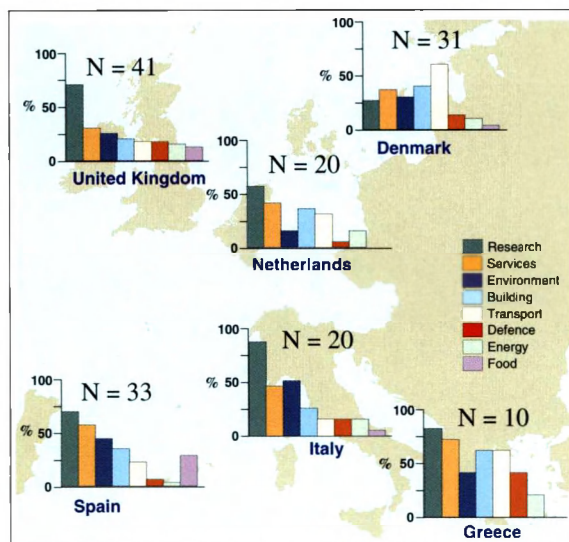 100
N = 41
%
50
0
United Kingdom
100
N = 31
%
50
0
Denmark
100
N = 20
%
50
0
Netherlands
Research
Services
Environment
Building
Transport
Defence
Energy
Food
100
N = 33
%
50
0
Spain
100
N = 20
%
50
0
Italy
100
N = 10
%
50
0
Greece